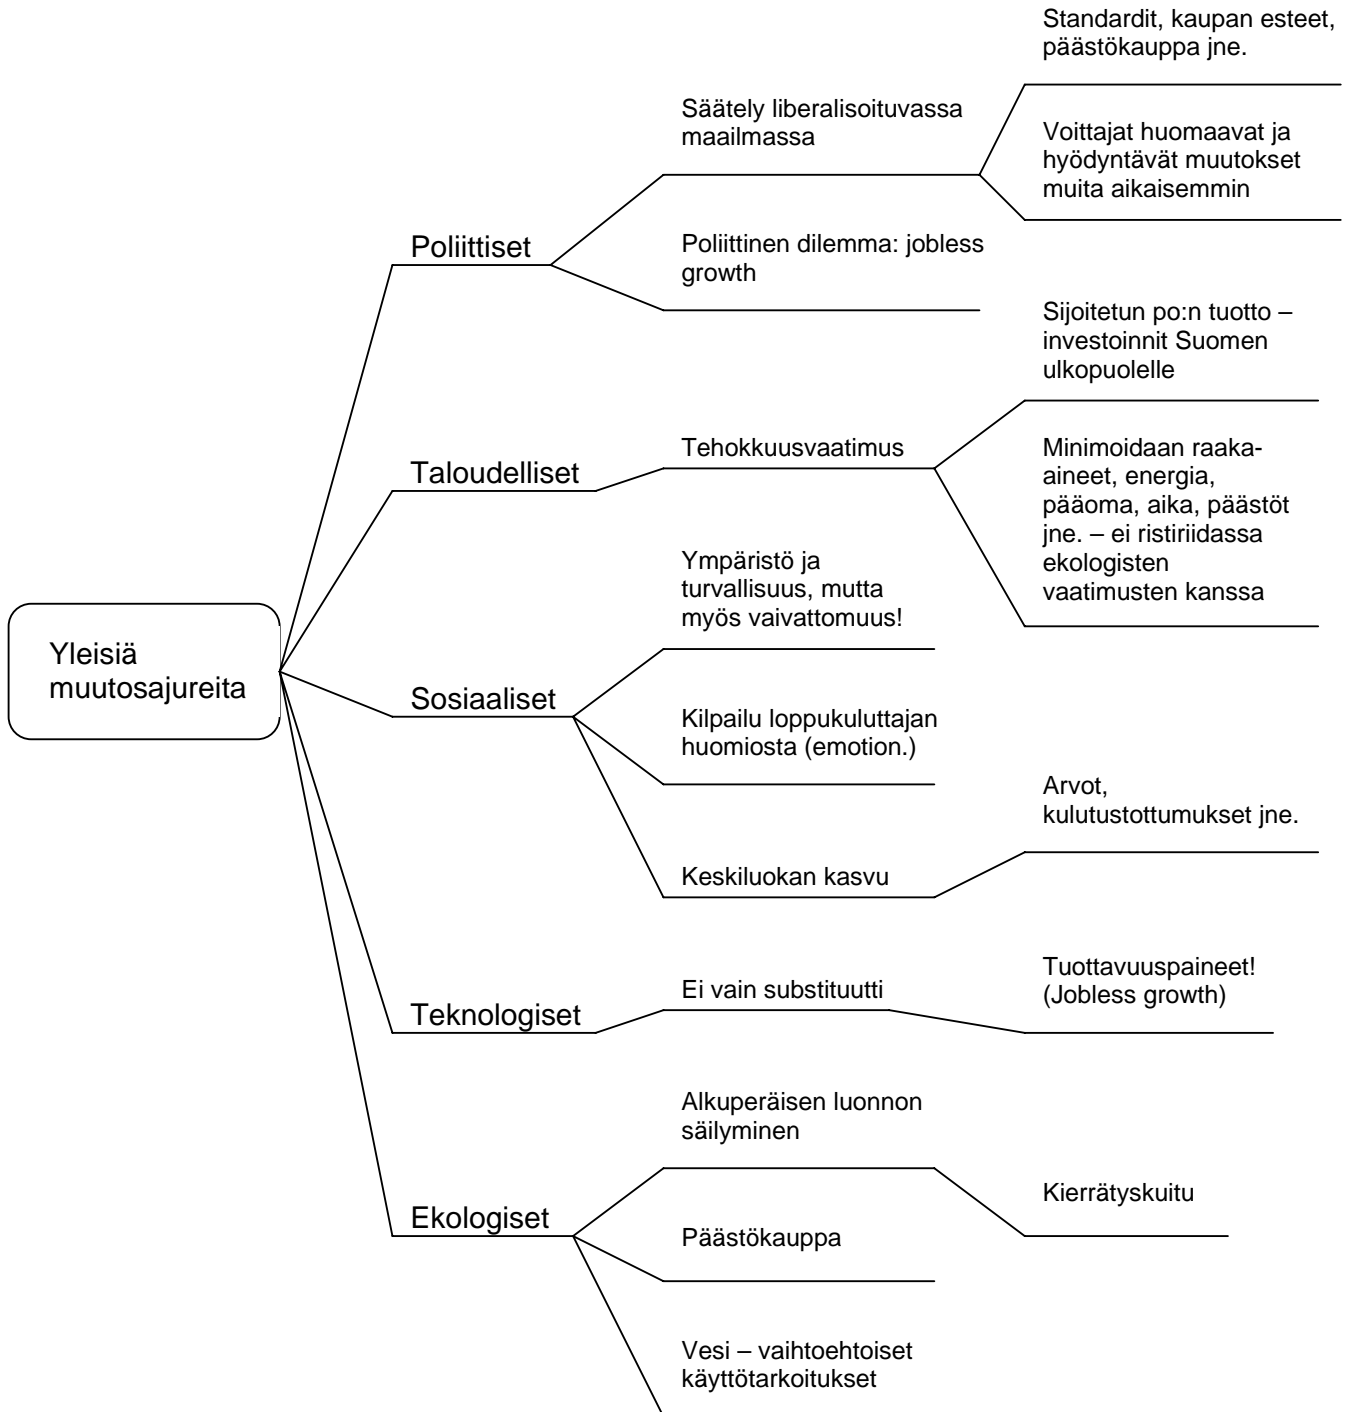 Yleisiä
muutosajureita
Poliittiset
Säätely liberalisoituvassa
maailmassa
Standardit, kaupan esteet,
päästökauppa jne.
Voittajat huomaavat ja
hyödyntävät muutokset
muita aikaisemmin
Poliittinen dilemma: jobless
growth
Taloudelliset
Tehokkuusvaatimus
Sijoitetun po:n tuotto –
investoinnit Suomen
ulkopuolelle
Minimoidaan raaka-
aineet, energia,
pääoma, aika, päästöt
jne. – ei ristiriidassa
ekologisten
vaatimusten kanssa
Sosiaaliset
Ympäristö ja
turvallisuus, mutta
myös vaivattomuus!
Kilpailu loppukuluttajan
huomiosta (emotion.)
Keskiluokan kasvu
Arvot,
kulutustottumukset jne.
Teknologiset
Ei vain substituutti
Tuottavuuspaineet!
(Jobless growth)
Ekologiset
Alkuperäisen luonnon
säilyminen
Kierrätyskuitu
Päästökauppa
Vesi – vaihtoehtoiset
käyttötarkoitukset